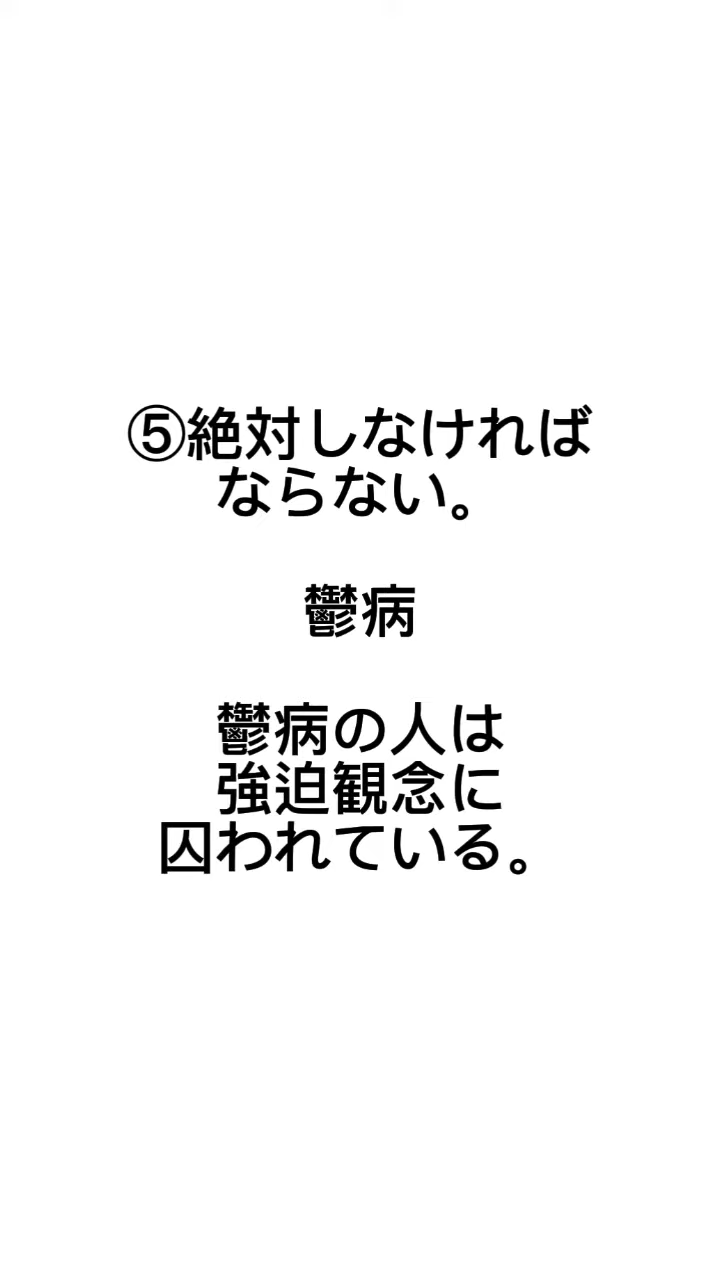 ⑤絶対しなければ
ならない。
鬱病
鬱病の人は
強迫観念に
囚われている。